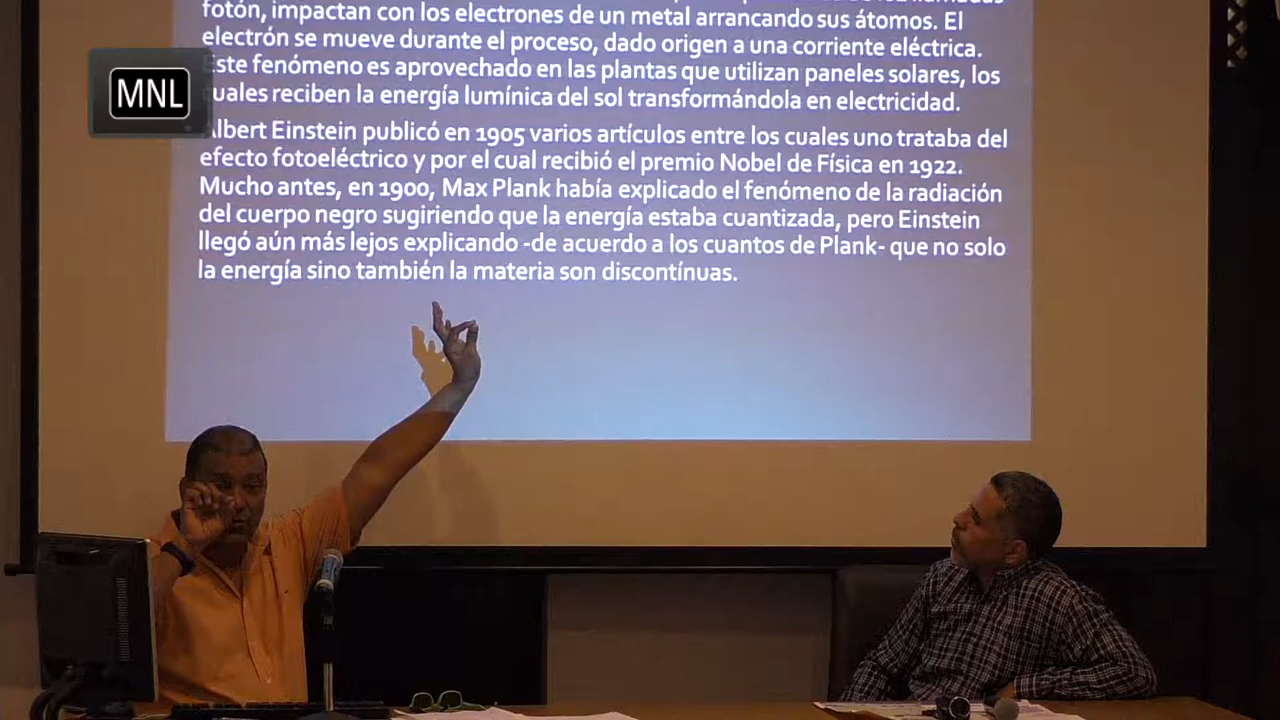 fotón, impactan con los electrones de un metal arrancando sus átomos. El
electrón se mueve durante el proceso, dado origen a una corriente eléctrica.
Este fenómeno es aprovechado en las plantas que utilizan paneles solares, los
cuales reciben la energía lumínica del sol transformándola en electricidad.
MNL
Albert Einstein publicó en 1905 varios artículos entre los cuales uno trataba del
efecto fotoeléctrico y por el cual recibió el premio Nobel de Física en 1922.
Mucho antes, en 1900, Max Plank había explicado el fenómeno de la radiación
del cuerpo negro sugiriendo que la energía estaba cuantizada, pero Einstein
llegó aún más lejos explicando -de acuerdo a los cuantos de Plank- que no solo
la energía sino también la materia son discontínuas.